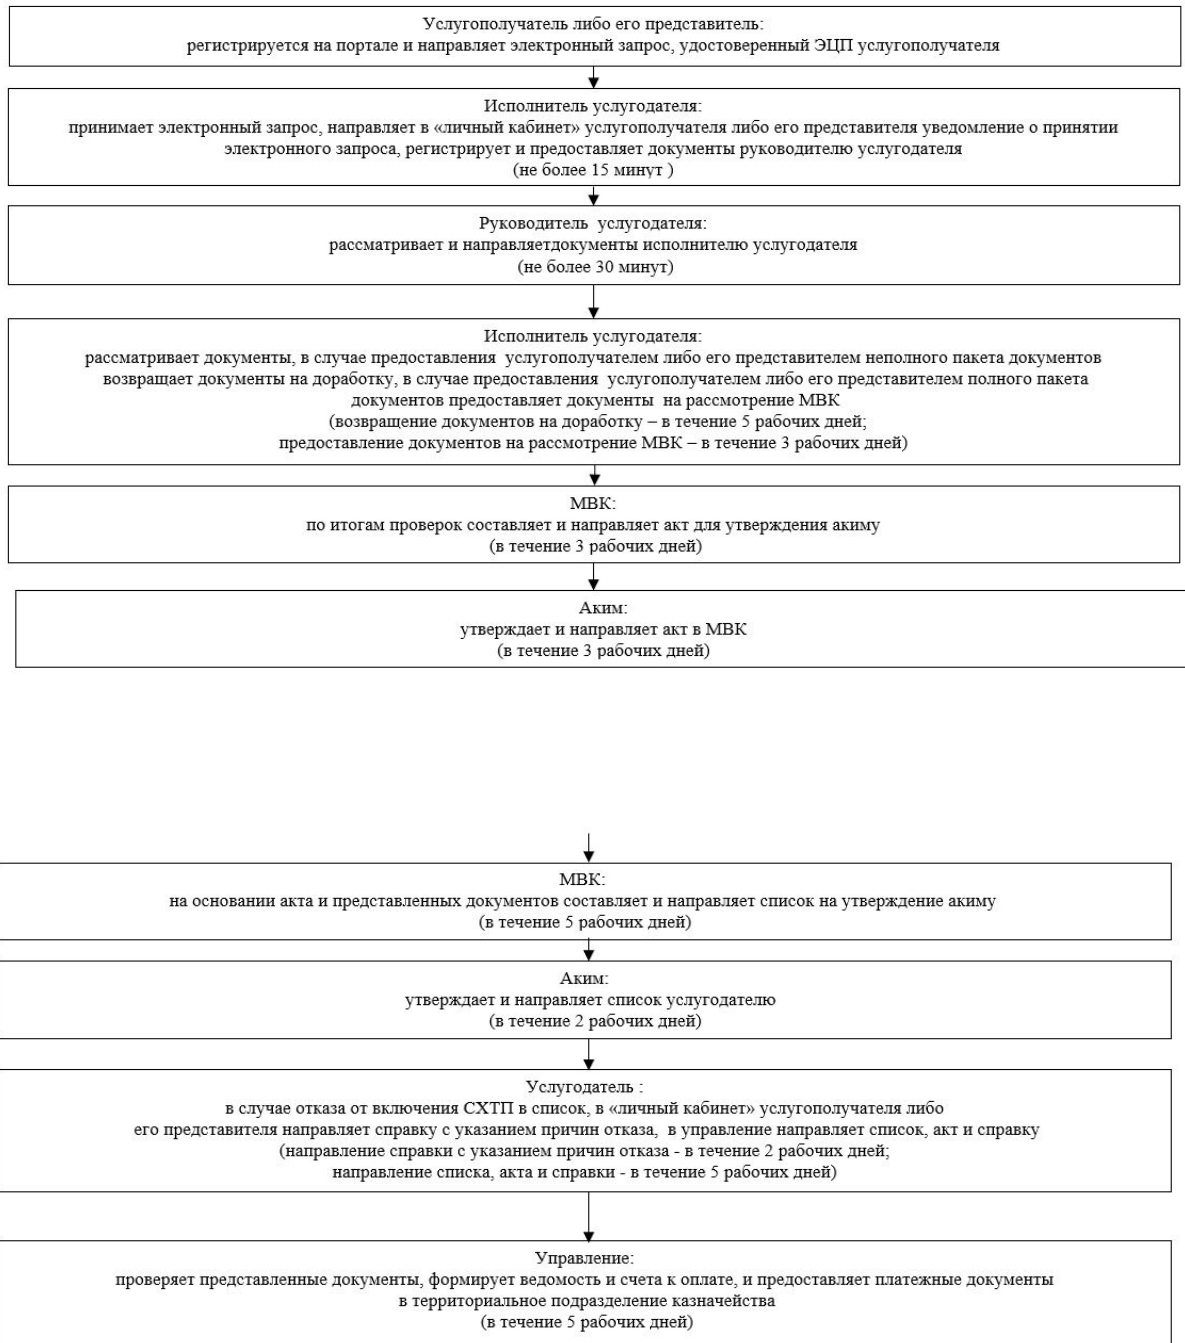 Услугополучатель либо его представитель:
регистрируется на портале и направляет электронный запрос, удостоверенный ЭЦП услугополучателя
Исполнитель услугодателя:
принимает электронный запрос, направляет в «личный кабинет» услугополучателя либо его представителя уведомление о принятии
электронного запроса, регистрирует и предоставляет документы руководителю услугодателя
(не более 15 минут )
Руководитель  услугодателя:
рассматривает и направляетдокументы исполнителю услугодателя
(не более 30 минут)
Исполнитель услугодателя:
рассматривает документы, в случае предоставления  услугополучателем либо его представителем неполного пакета документов
возвращает документы на доработку, в случае предоставления  услугополучателем либо его представителем полного пакета
документов предоставляет документы  на рассмотрение МВК
(возвращение документов на доработку – в течение 5 рабочих дней;
предоставление документов на рассмотрение МВК – в течение 3 рабочих дней)
МВК:
по итогам проверок составляет и направляет акт для утверждения акиму
(в течение 3 рабочих дней)
Аким:
утверждает и направляет акт в МВК
(в течение 3 рабочих дней)
МВК:
на основании акта и представленных документов составляет и направляет список на утверждение акиму
(в течение 5 рабочих дней)
Аким:
утверждает и направляет список услугодателю
(в течение 2 рабочих дней)
Услугодатель :
в случае отказа от включения СХТП в список, в «личный кабинет» услугополучателя либо
его представителя направляет справку с указанием причин отказа,  в управление направляет список, акт и справку
(направление справки с указанием причин отказа - в течение 2 рабочих дней;
направление списка, акта и справки - в течение 5 рабочих дней)
Управление:
проверяет представленные документы, формирует ведомость и счета к оплате, и предоставляет платежные документы
в территориальное подразделение казначейства
(в течение 5 рабочих дней)